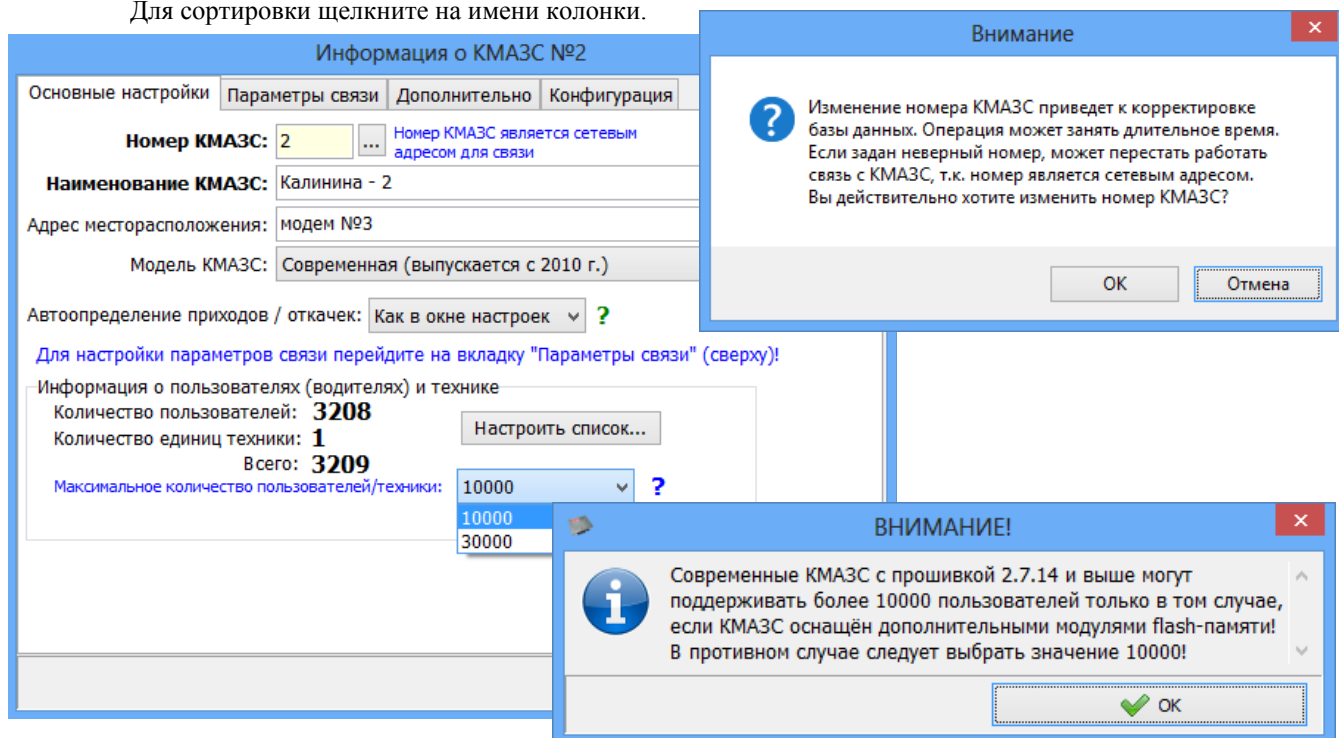 Для сортировки щелкните на имени колонки.
Информация о КМАЗС №2
Основные настройки Параметры связи Дополнительно Конфигурация
Номер КМАЗС: 2 ... Номер КМАЗС является сетевым
адресом для связи
Наименование КМАЗС: Калинина - 2
Адрес месторасположения: модем №3
Модель КМАЗС: Современная (выпускается с 2010 г.)
Автоопределение приходов / откачек: Как в окне настроек ?
Для настройки параметров связи перейдите на вкладку "Параметры связи" (сверху)!
Информация о пользователях (водителях) и технике
Количество пользователей: 3208
Количество единиц техники: 1
Всего: 3209
Настроить список...
Максимальное количество пользователей/техники: 10000 ?
10000
30000
Внимание
Изменение номера КМАЗС приведет к корректировке
базы данных. Операция может занять длительное время.
Если задан неверный номер, может перестать работать
связь с КМАЗС, т.к. номер является сетевым адресом.
Вы действительно хотите изменить номер КМАЗС?
ОК Отмена
ВНИМАНИЕ!
Современные КМАЗС с прошивкой 2.7.14 и выше могут
поддерживать более 10000 пользователей только в том случае,
если КМАЗС оснащён дополнительными модулями flash-памяти!
В противном случае следует выбрать значение 10000!
ОК